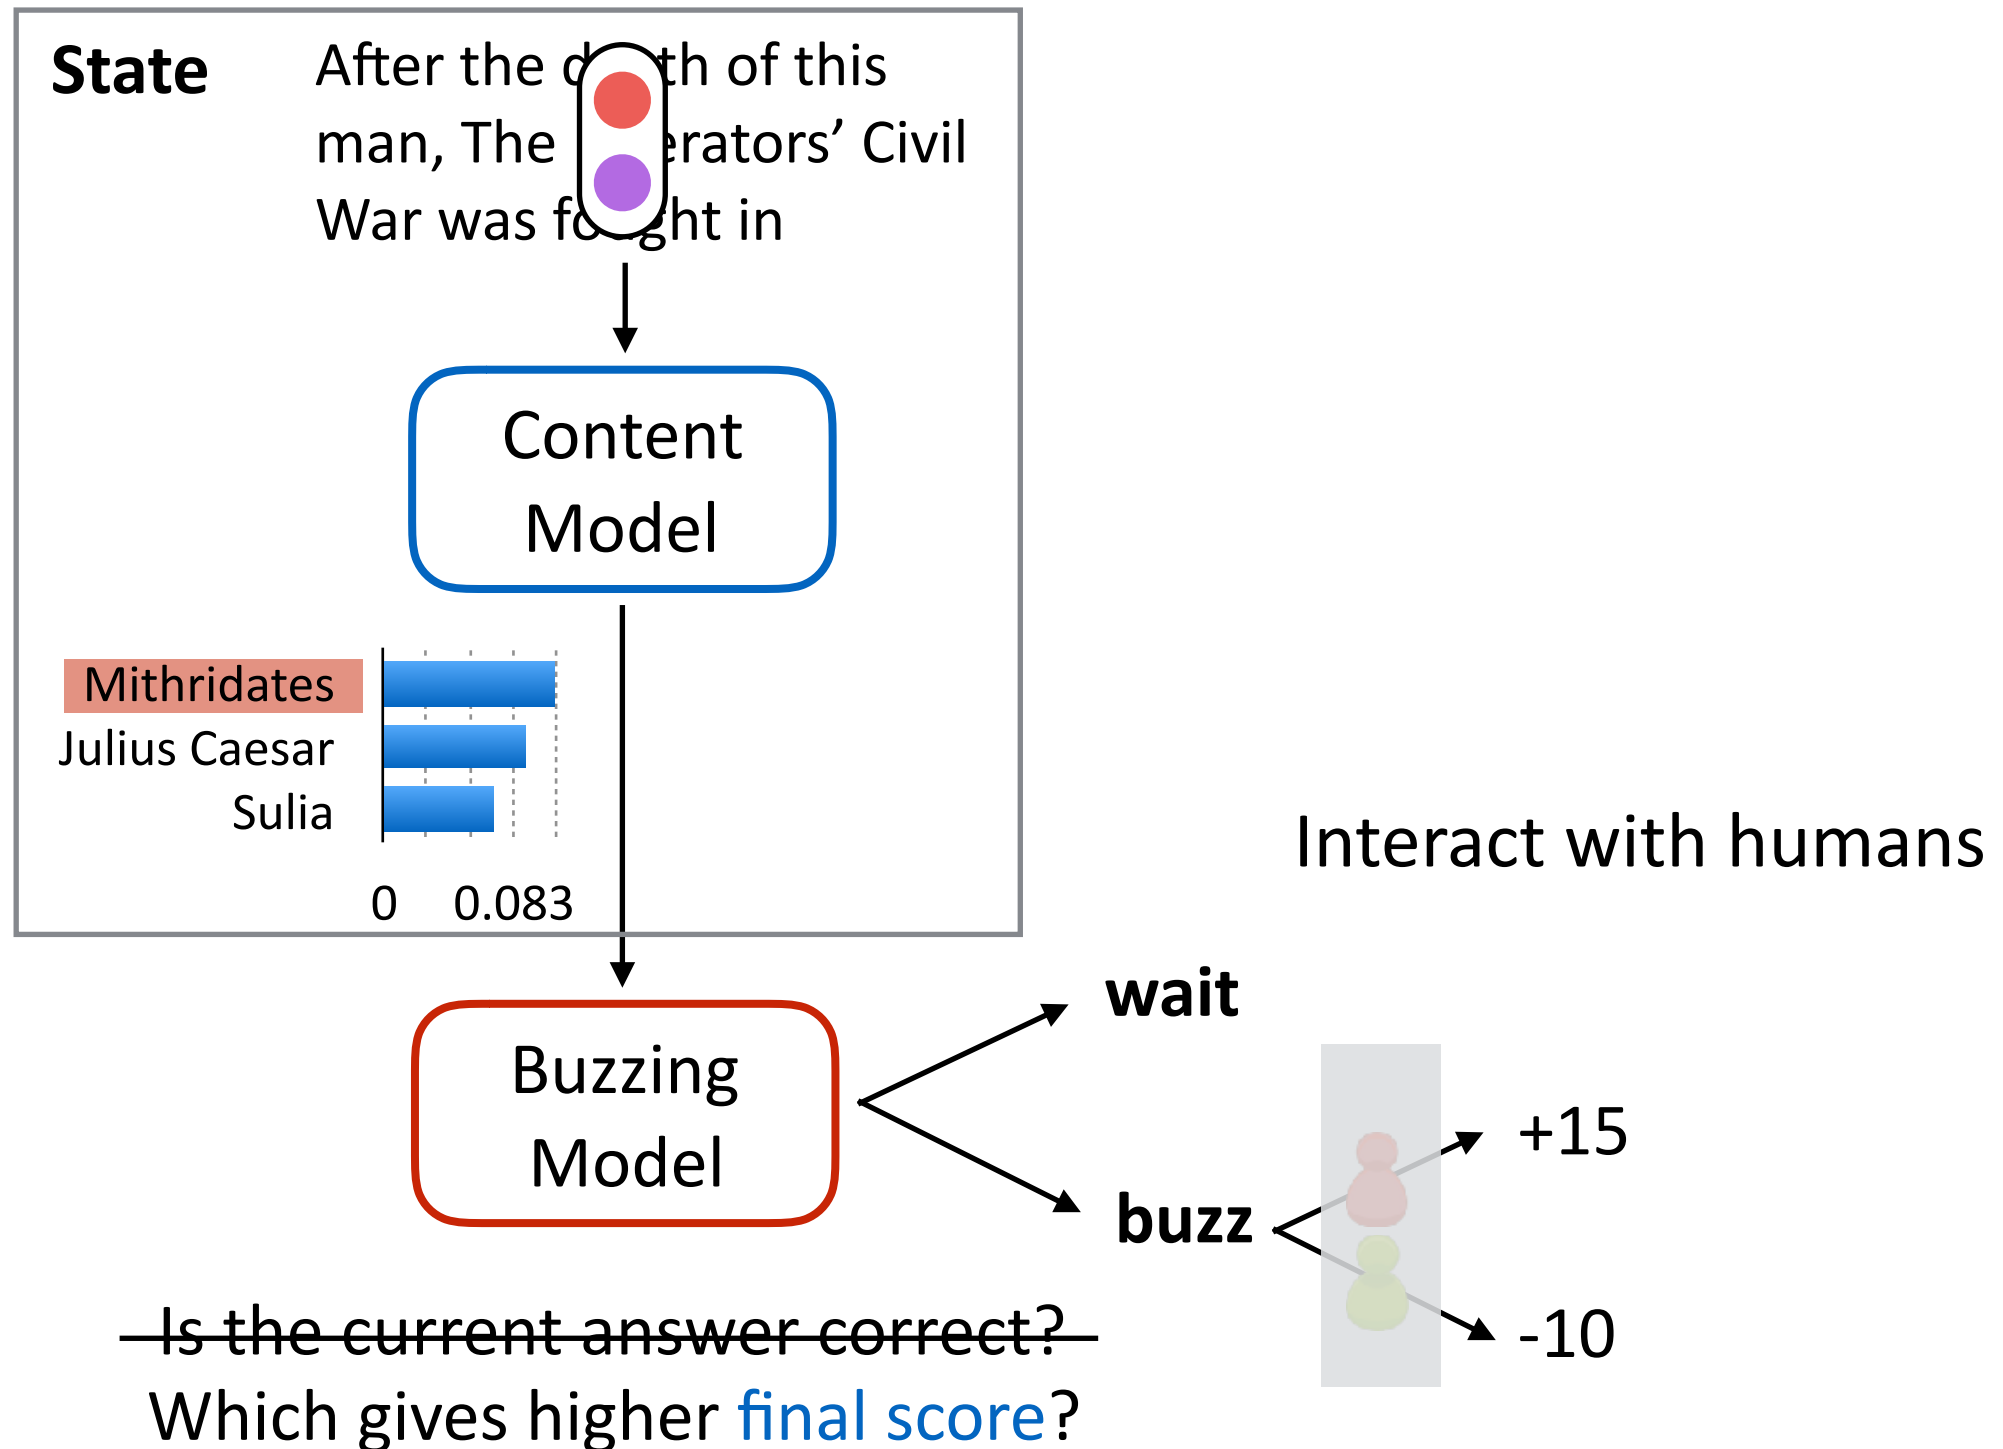 State
After the d th of this
man, The erators’ Civil
War was fought in
Content
Model
Mithridates
Julius Caesar
Sulia
0 0.083
Interact with humans
Buzzing
Model
wait
buzz
+15
-10
Is the current answer correct?
Which gives higher final score?